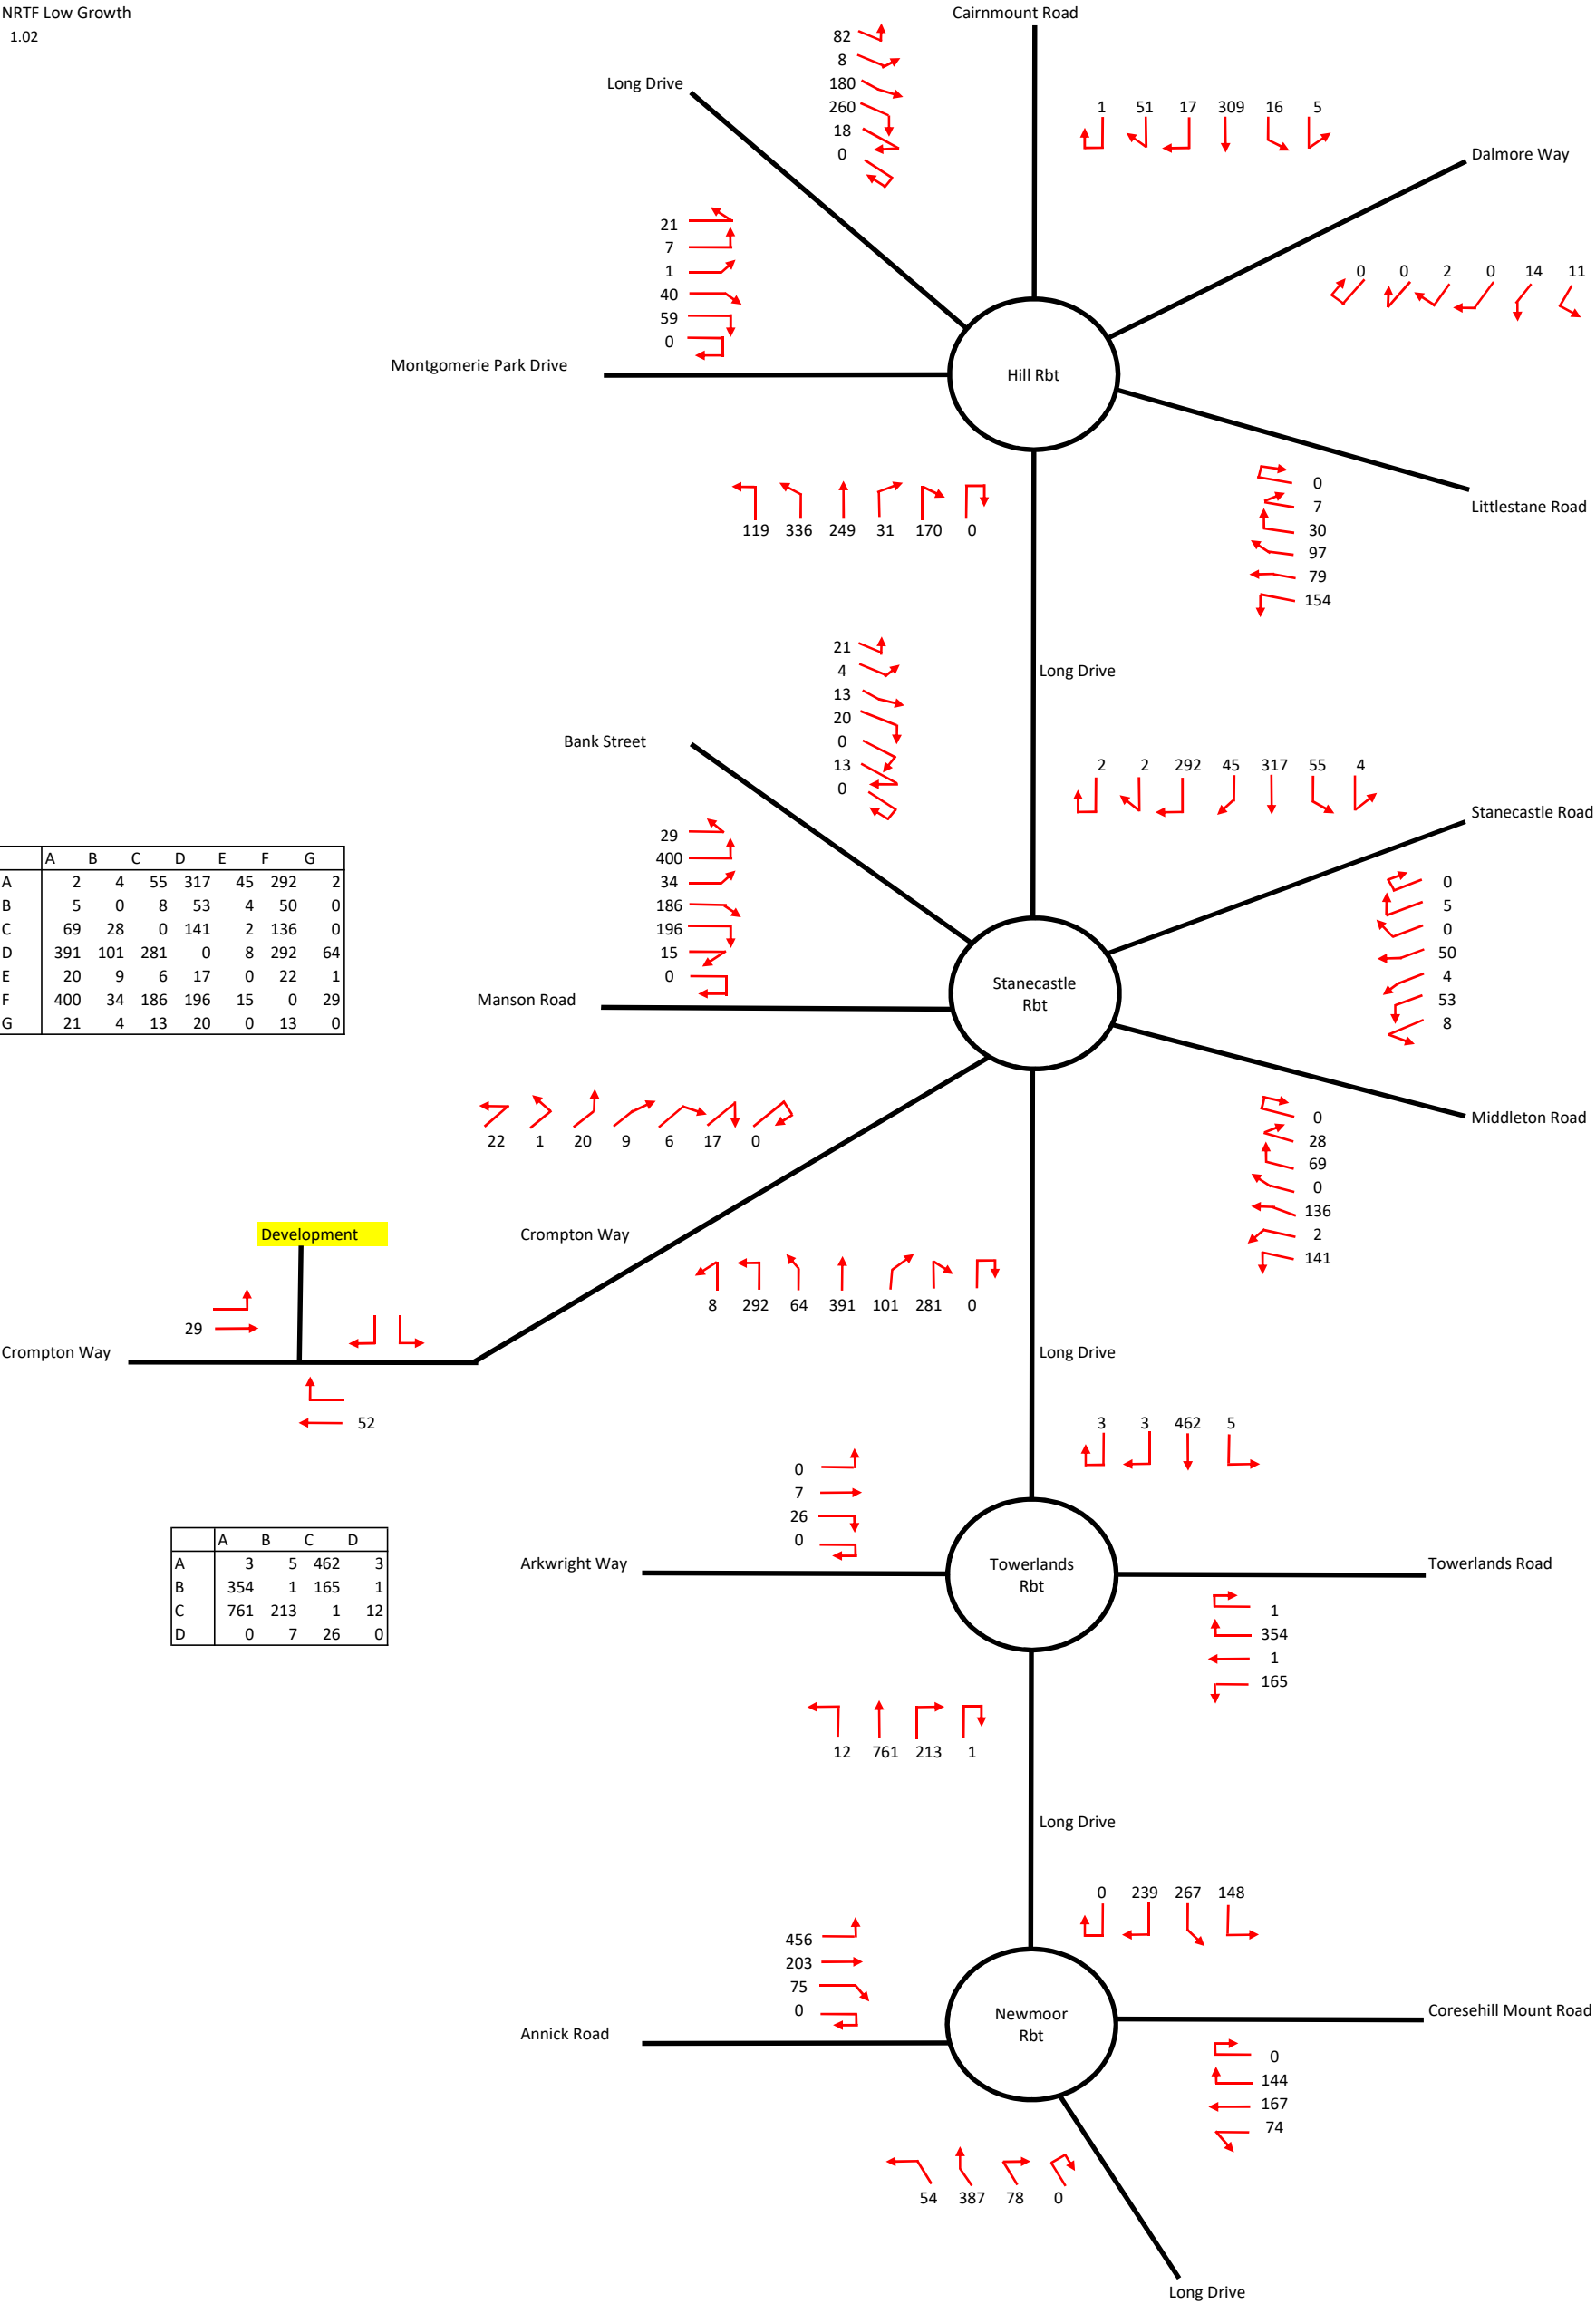 NRTF Low Growth
1.02
Cairnmount Road
Long Drive
82
8
180
260
18
0
1 51 17 309 16 5
Dalmore Way
21
7
1
40
59
0
0 0 2 0 14 11
Montgomerie Park Drive
Hill Rbt
119 336 249 31 170 0
0
7
30
97
79
154
Littlestane Road
Long Drive
21
4
13
20
0
13
0
Bank Street
2 2 292 45 317 55 4
Stanecastle Road
29
400
34
186
196
15
0
0
5
0
50
4
53
8
A B C D E F G
A 2 4 55 317 45 292 2
B 5 0 8 53 4 50 0
C 69 28 0 141 2 136 0
D 391 101 281 0 8 292 64
E 20 9 6 17 0 22 1
F 400 34 186 196 15 0 29
G 21 4 13 20 0 13 0
Manson Road
Stanecastle
Rbt
22 1 20 9 6 17 0
0
28
69
0
136
2
141
Middleton Road
Development
Crompton Way
8 292 64 391 101 281 0
29
Crompton Way
52
Long Drive
3 3 462 5
0
7
26
0
Arkwright Way
Towerlands
Rbt
Towerlands Road
A B C D
A 3 5 462 3
B 354 1 165 1
C 761 213 1 12
D 0 7 26 0
1
354
1
165
12 761 213 1
Long Drive
0 239 267 148
456
203
75
0
Annick Road
Newmoor
Rbt
Coresehill Mount Road
0
144
167
74
54 387 78 0
Long Drive